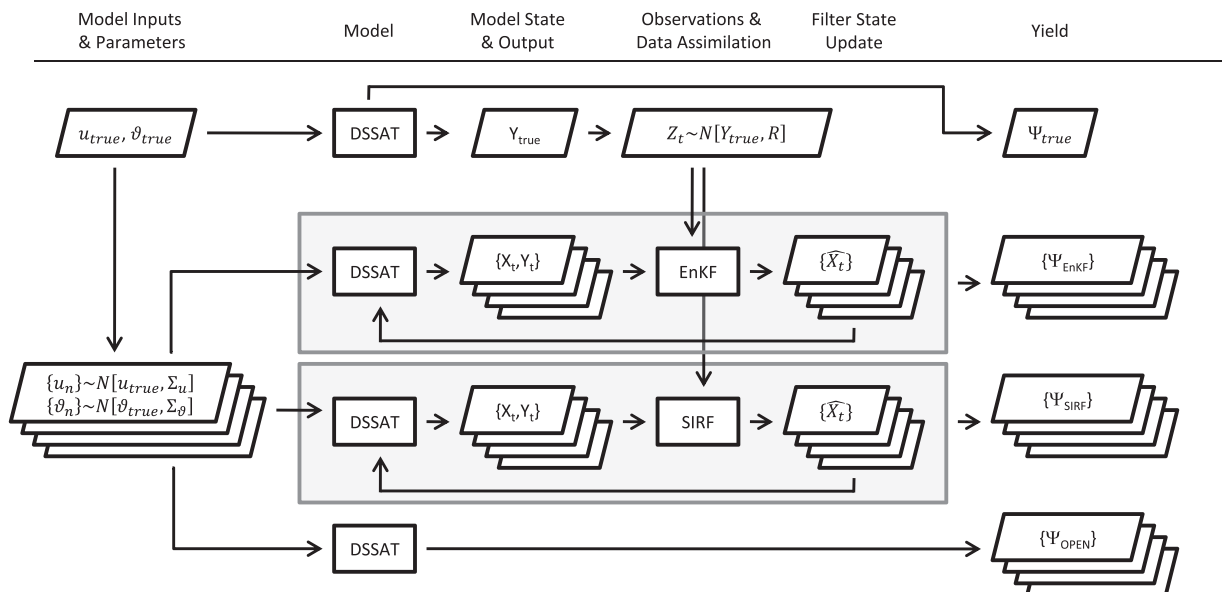 Model Inputs
& Parameters
Model
Model State
& Output
Observations &
Data Assimilation
Filter State
Update
Yield
u_true, ϑ_true
DSSAT
Y_true
Z_t~N[Y_true, R]
Ψ_true
DSSAT
{X_t,Y_t}
EnKF
{X̂_t}
{Ψ_EnKF}
{u_n}~N[u_true, Σ_u]
{ϑ_n}~N[ϑ_true, Σ_ϑ]
DSSAT
{X_t,Y_t}
SIRF
{X̂_t}
{Ψ_SIRF}
DSSAT
{Ψ_OPEN}